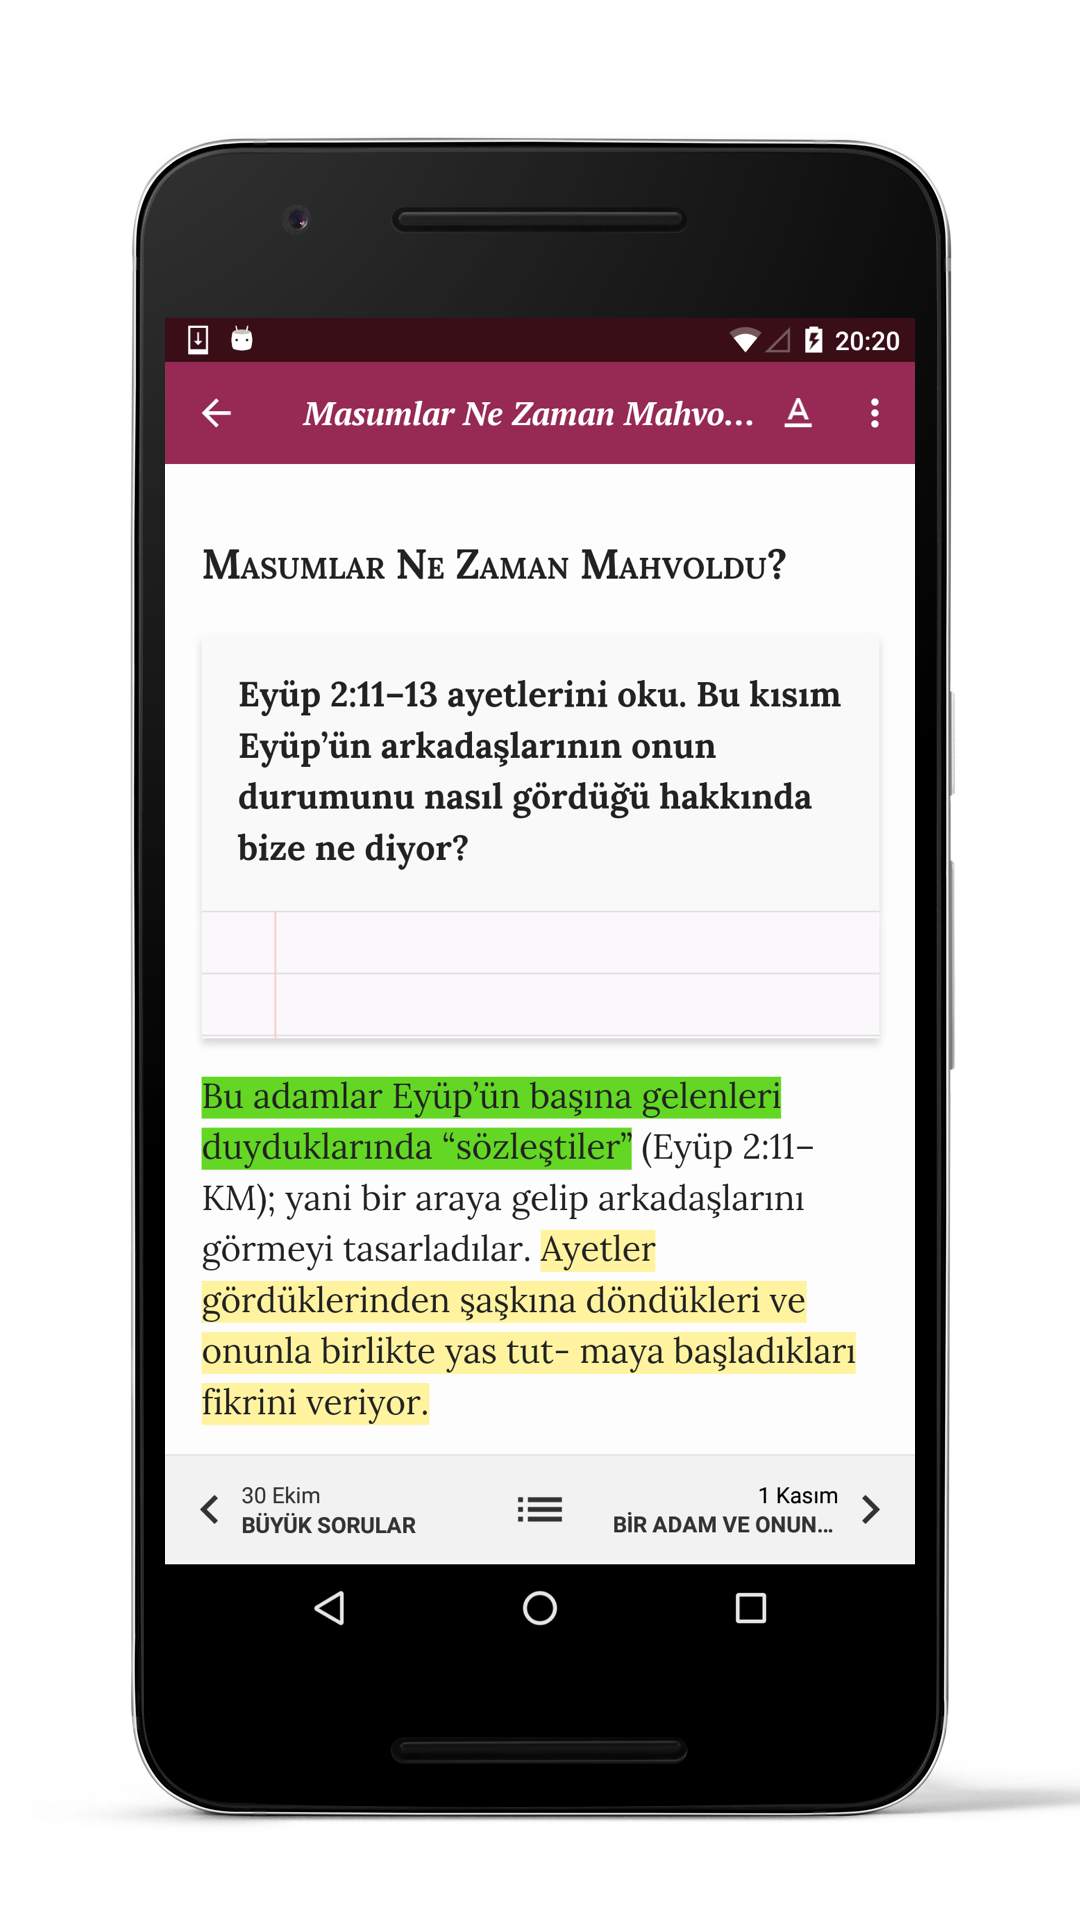 20:20
Masumlar Ne Zaman Mahvo...
Masumlar Ne Zaman Mahvoldu?
Eyüp 2:11–13 ayetlerini oku. Bu kısım
Eyüp’ün arkadaşlarının onun
durumunu nasıl gördüğü hakkında
bize ne diyor?
Bu adamlar Eyüp’ün başına gelenleri
duyduklarında “sözleştiler” (Eyüp 2:11–
KM); yani bir araya gelip arkadaşlarını
görmeyi tasarladılar. Ayetler
gördüklerinden şaşkına döndükleri ve
onunla birlikte yas tut- maya başladıkları
fikrini veriyor.
30 Ekim
BÜYÜK SORULAR
1 Kasım
BİR ADAM VE ONUN...